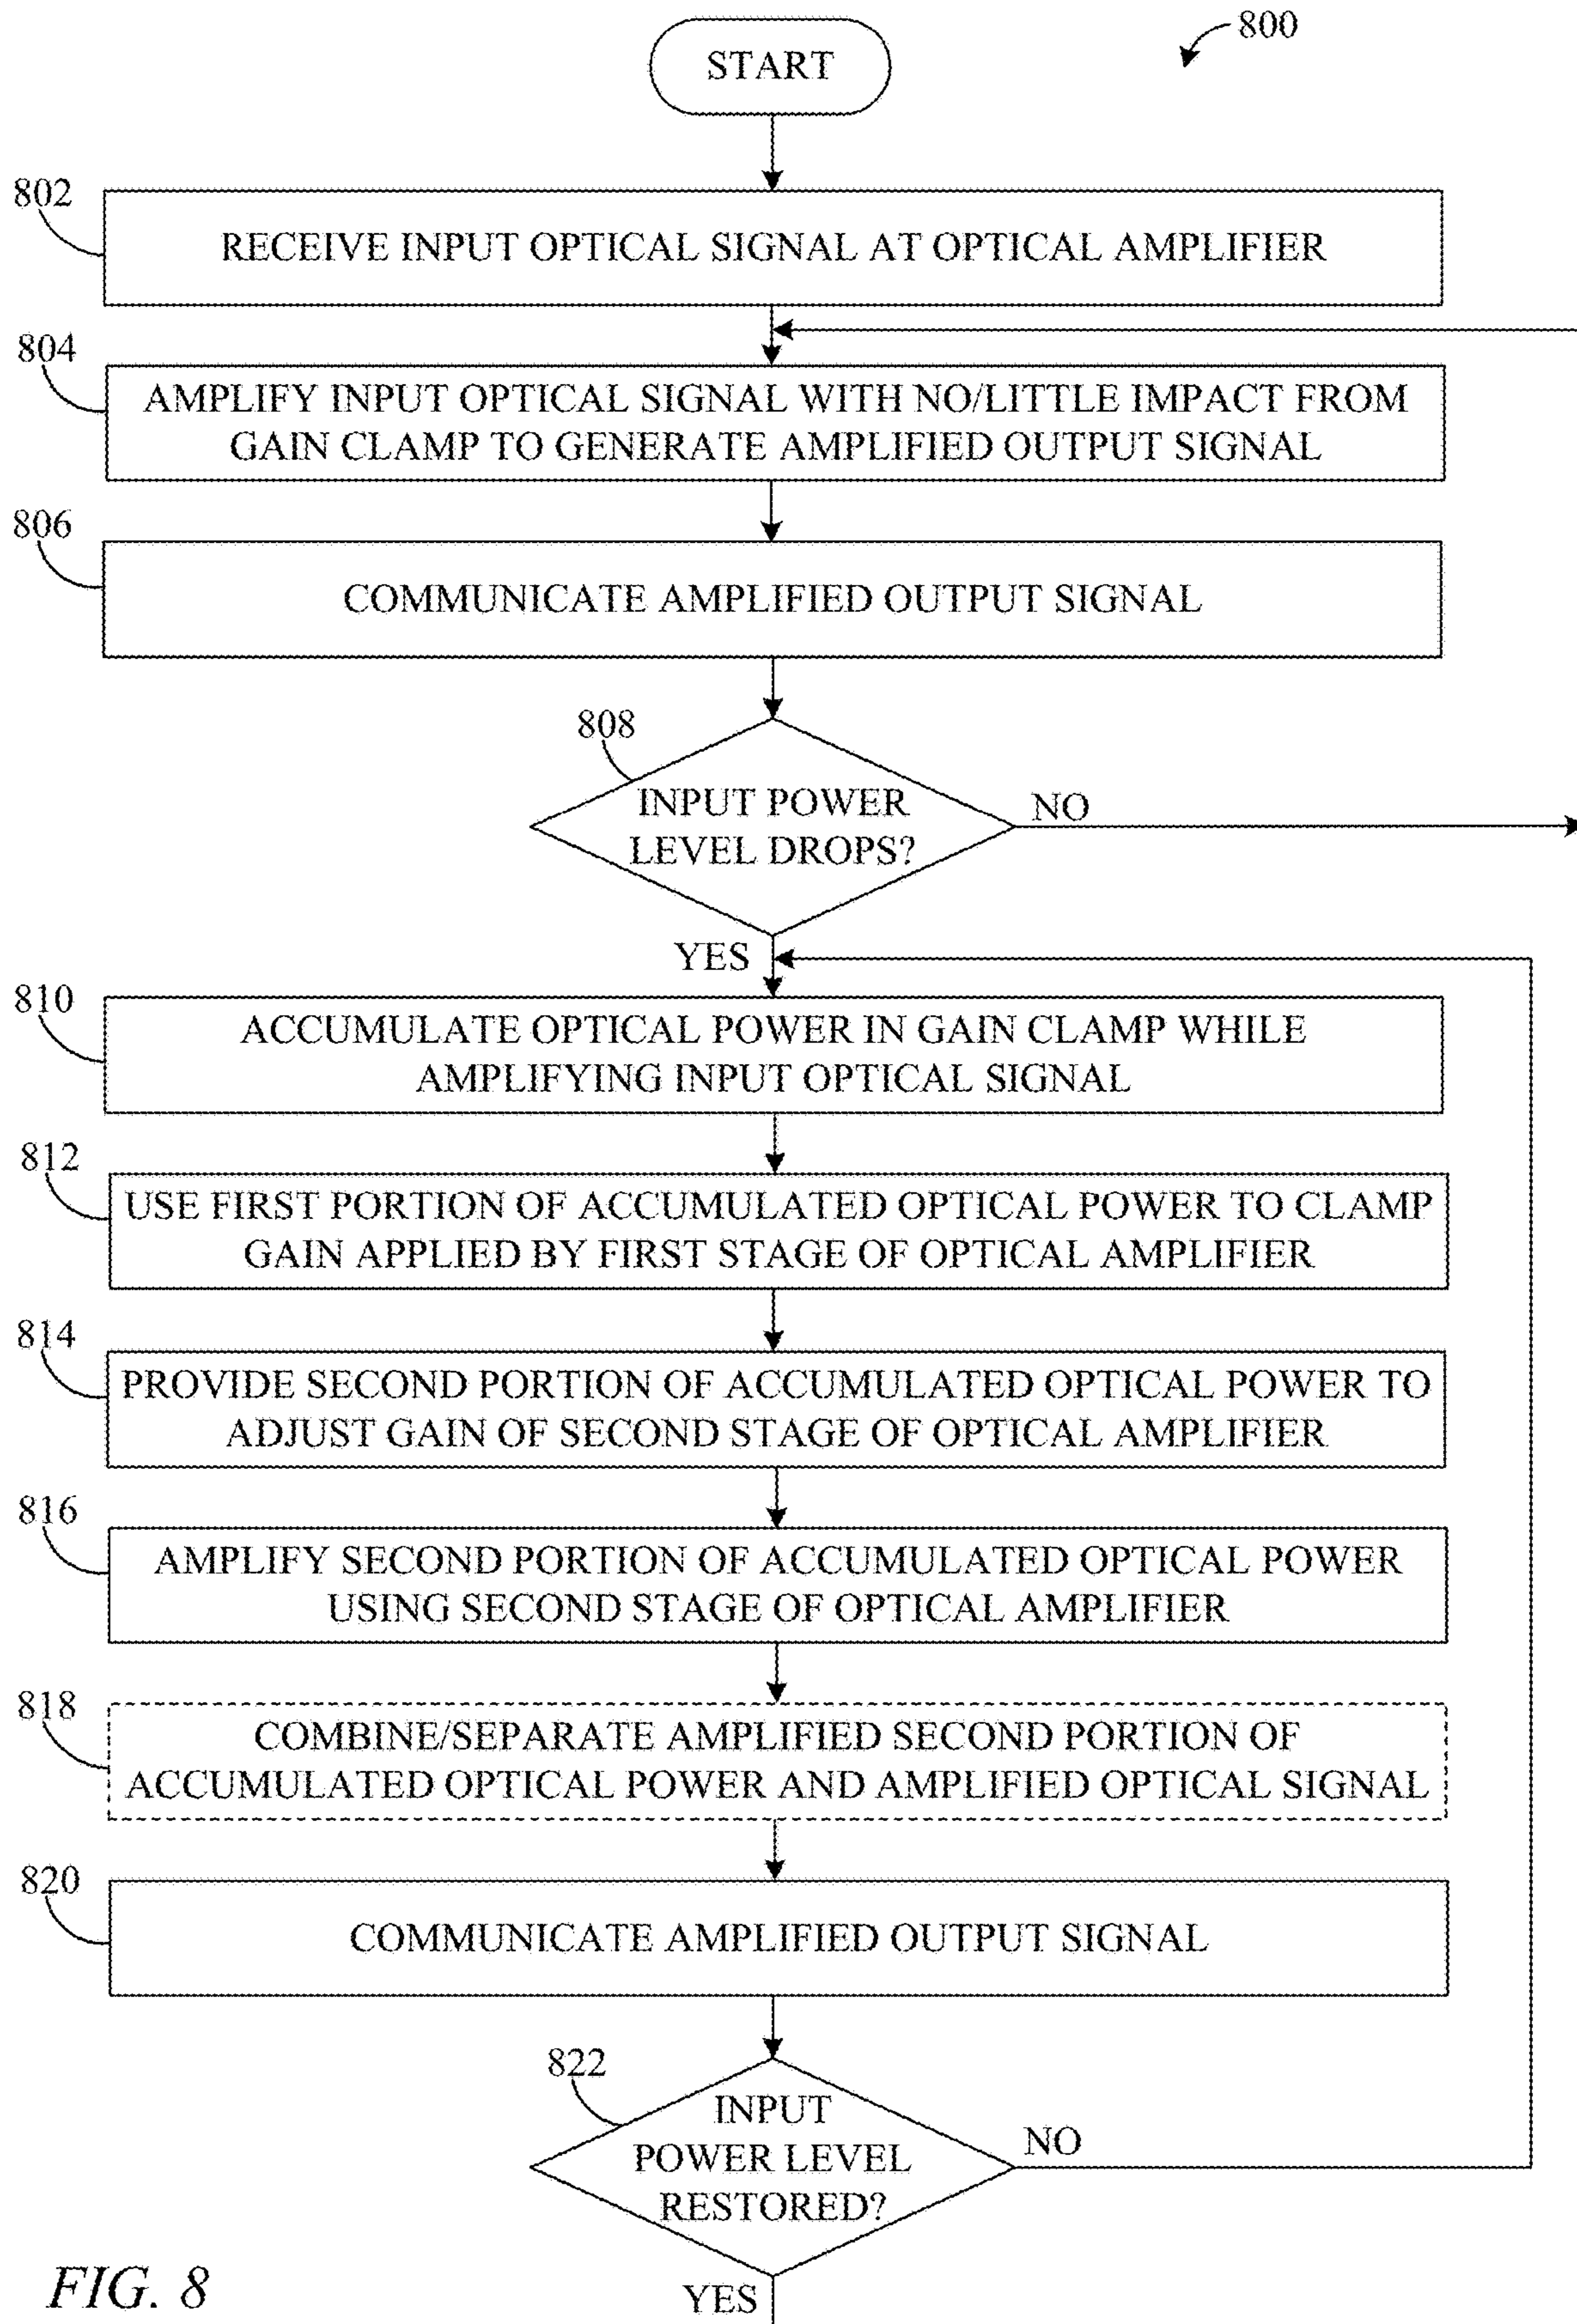 800
START
802
RECEIVE INPUT OPTICAL SIGNAL AT OPTICAL AMPLIFIER
804
AMPLIFY INPUT OPTICAL SIGNAL WITH NO/LITTLE IMPACT FROM
GAIN CLAMP TO GENERATE AMPLIFIED OUTPUT SIGNAL
806
COMMUNICATE AMPLIFIED OUTPUT SIGNAL
808
INPUT POWER
LEVEL DROPS?
NO
YES
810
ACCUMULATE OPTICAL POWER IN GAIN CLAMP WHILE
AMPLIFYING INPUT OPTICAL SIGNAL
812
USE FIRST PORTION OF ACCUMULATED OPTICAL POWER TO CLAMP
GAIN APPLIED BY FIRST STAGE OF OPTICAL AMPLIFIER
814
PROVIDE SECOND PORTION OF ACCUMULATED OPTICAL POWER TO
ADJUST GAIN OF SECOND STAGE OF OPTICAL AMPLIFIER
816
AMPLIFY SECOND PORTION OF ACCUMULATED OPTICAL POWER
USING SECOND STAGE OF OPTICAL AMPLIFIER
818
COMBINE/SEPARATE AMPLIFIED SECOND PORTION OF
ACCUMULATED OPTICAL POWER AND AMPLIFIED OPTICAL SIGNAL
820
COMMUNICATE AMPLIFIED OUTPUT SIGNAL
822
INPUT
POWER LEVEL
RESTORED?
NO
YES
FIG. 8